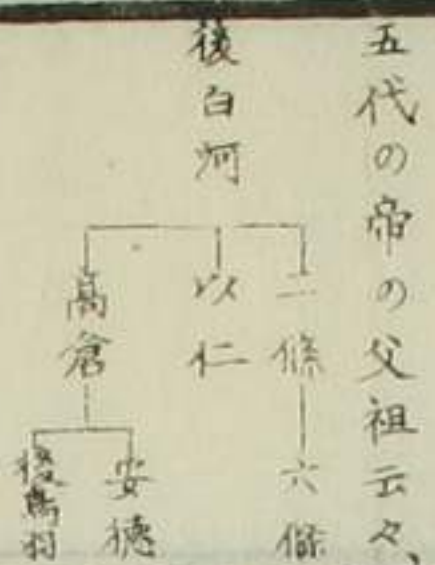 五代の帝の父祖云々、
後白河
二條
六條
以仁
高倉
安徳
後鳥羽